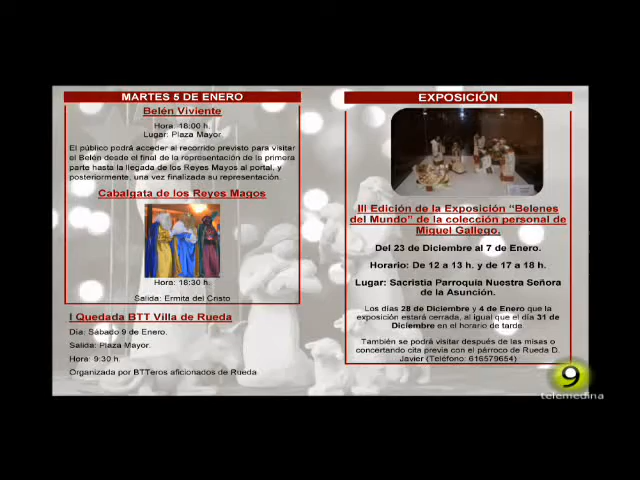 MARTES 5 DE ENERO
Belén Viviente
Hora: 18:00 h.
Lugar: Plaza Mayor
El público podrá acceder al recorrido previsto para visitar
el Belén desde el final de la representación de la primera
parte hasta la llegada de los Reyes Mayos al portal, y
posteriormente, una vez finalizada su representación.
Cabalgata de los Reyes Magos
Hora: 18:30 h.
Salida: Ermita del Cristo
I Quedada BTT Villa de Rueda
Día: Sábado 9 de Enero.
Salida: Plaza Mayor.
Hora: 9:30 h.
Organizada por BTTeros aficionados de Rueda
EXPOSICIÓN
III Edición de la Exposición “Belenes
del Mundo” de la colección personal de
Miguel Gallego.
Del 23 de Diciembre al 7 de Enero.
Horario: De 12 a 13 h. y de 17 a 18 h.
Lugar: Sacristia Parroquia Nuestra Señora
de la Asunción.
Los días 28 de Diciembre y 4 de Enero que la
exposición estará cerrada, al igual que el día 31 de
Diciembre en el horario de tarde
También se podrá visitar después de las misas o
concertando cita previa con el párroco de Rueda D.
Javier (Teléfono: 616579654)
9
telemedina